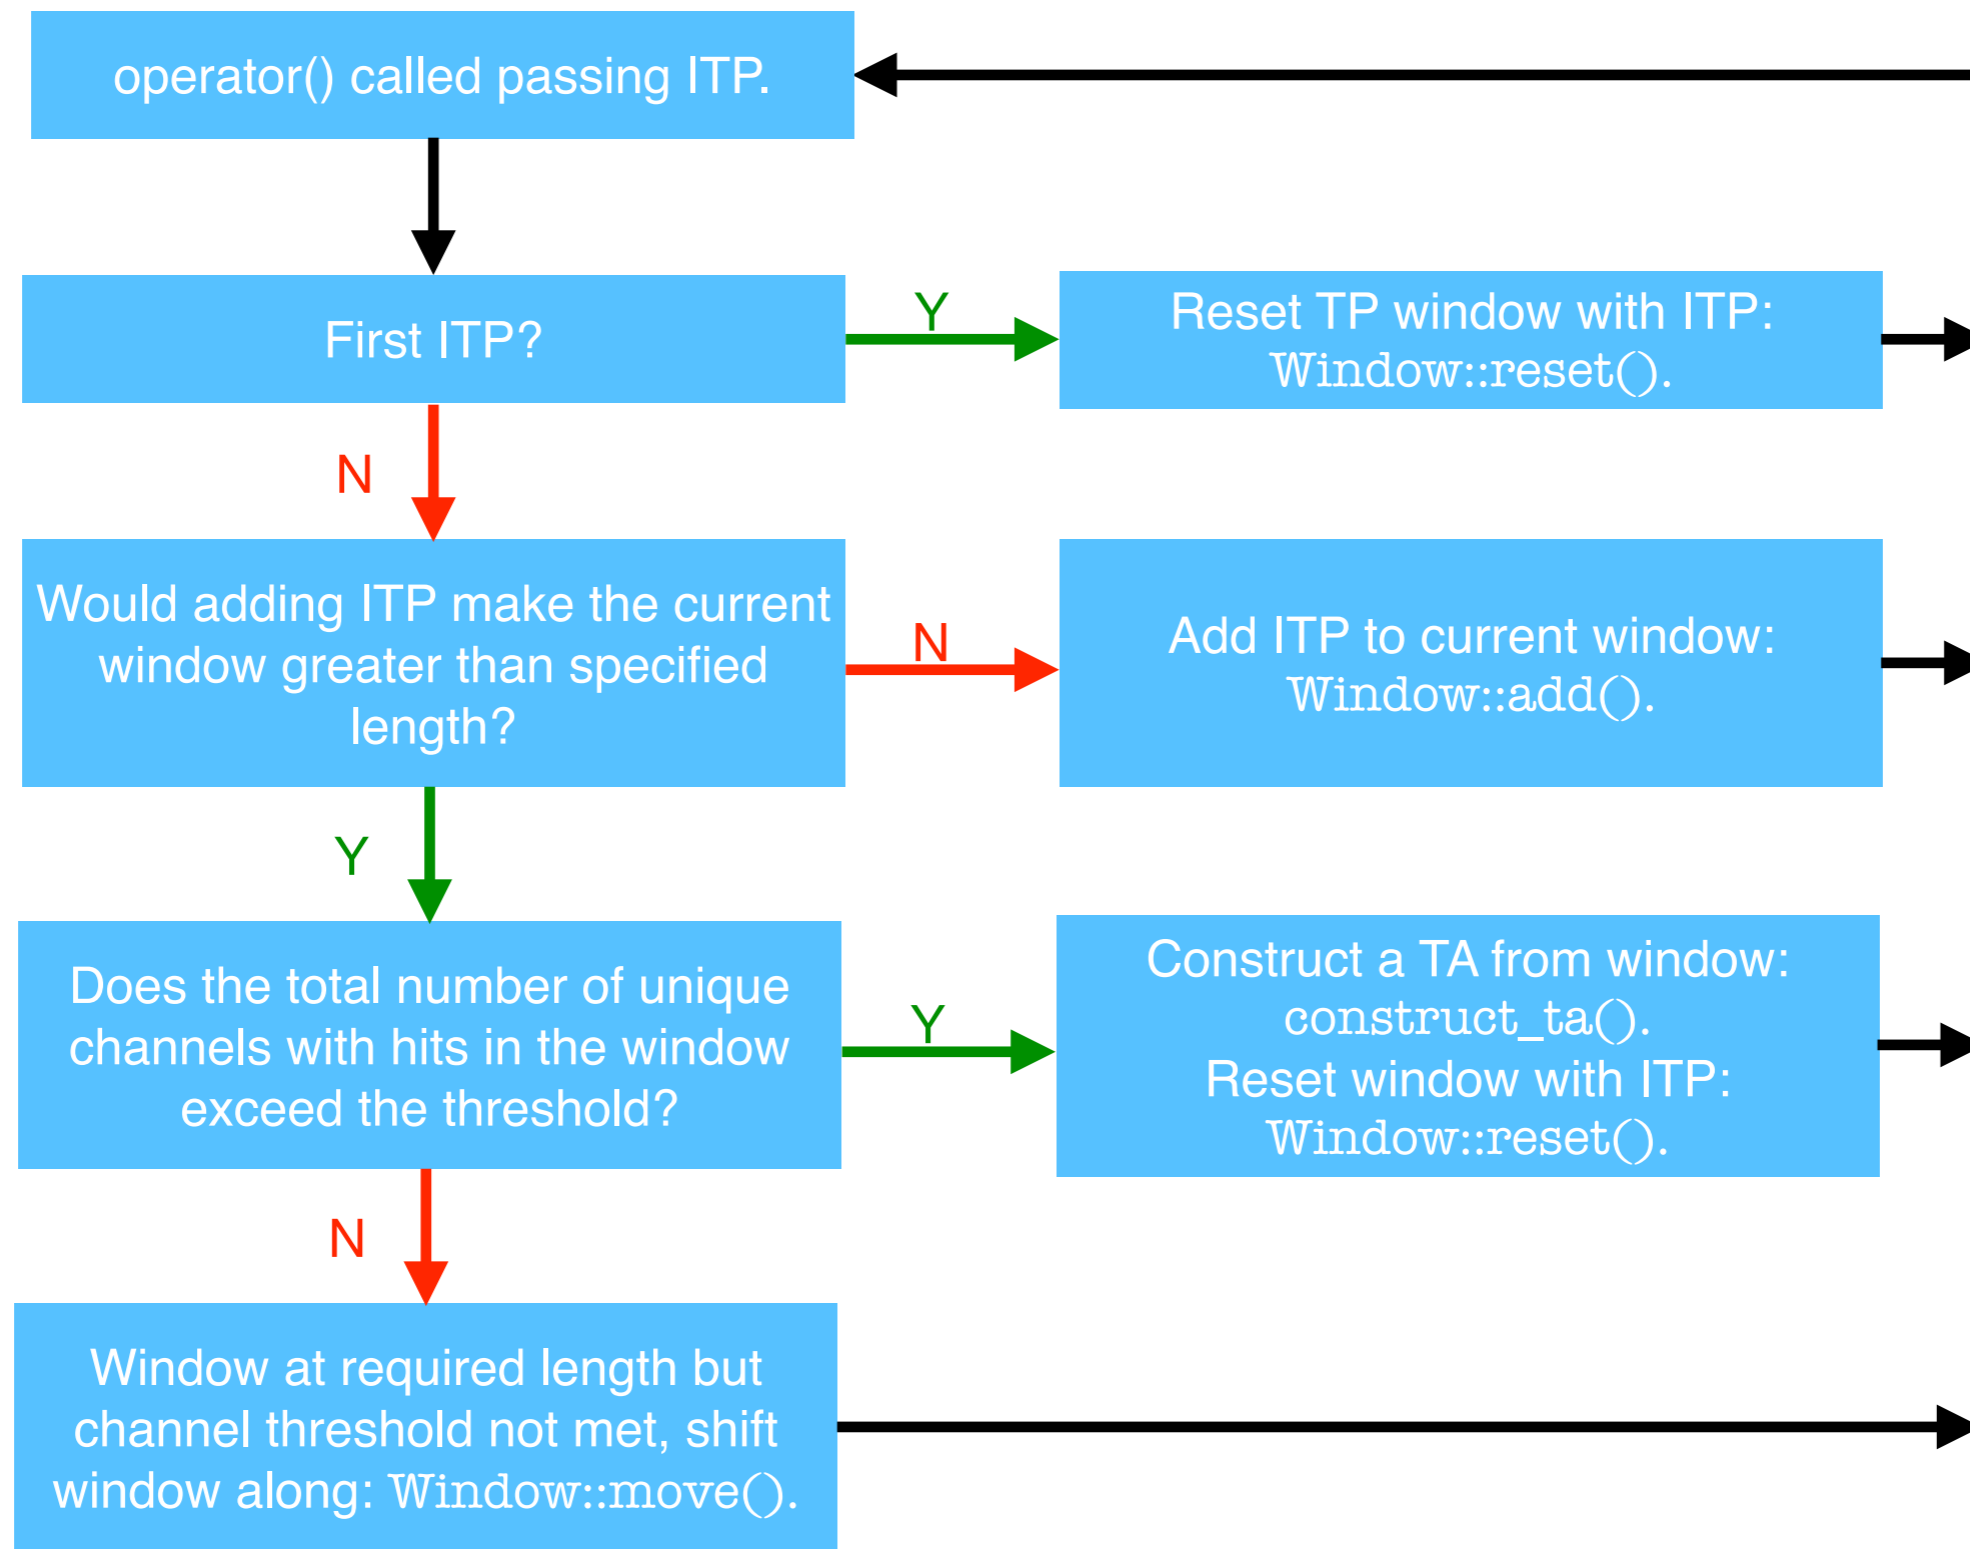 operator() called passing ITP.
First ITP?
Y
Reset TP window with ITP:
Window::reset().
N
Would adding ITP make the current
window greater than specified
length?
N
Add ITP to current window:
Window::add().
Y
Does the total number of unique
channels with hits in the window
exceed the threshold?
Y
Construct a TA from window:
construct_ta().
Reset window with ITP:
Window::reset().
N
Window at required length but
channel threshold not met, shift
window along: Window::move().